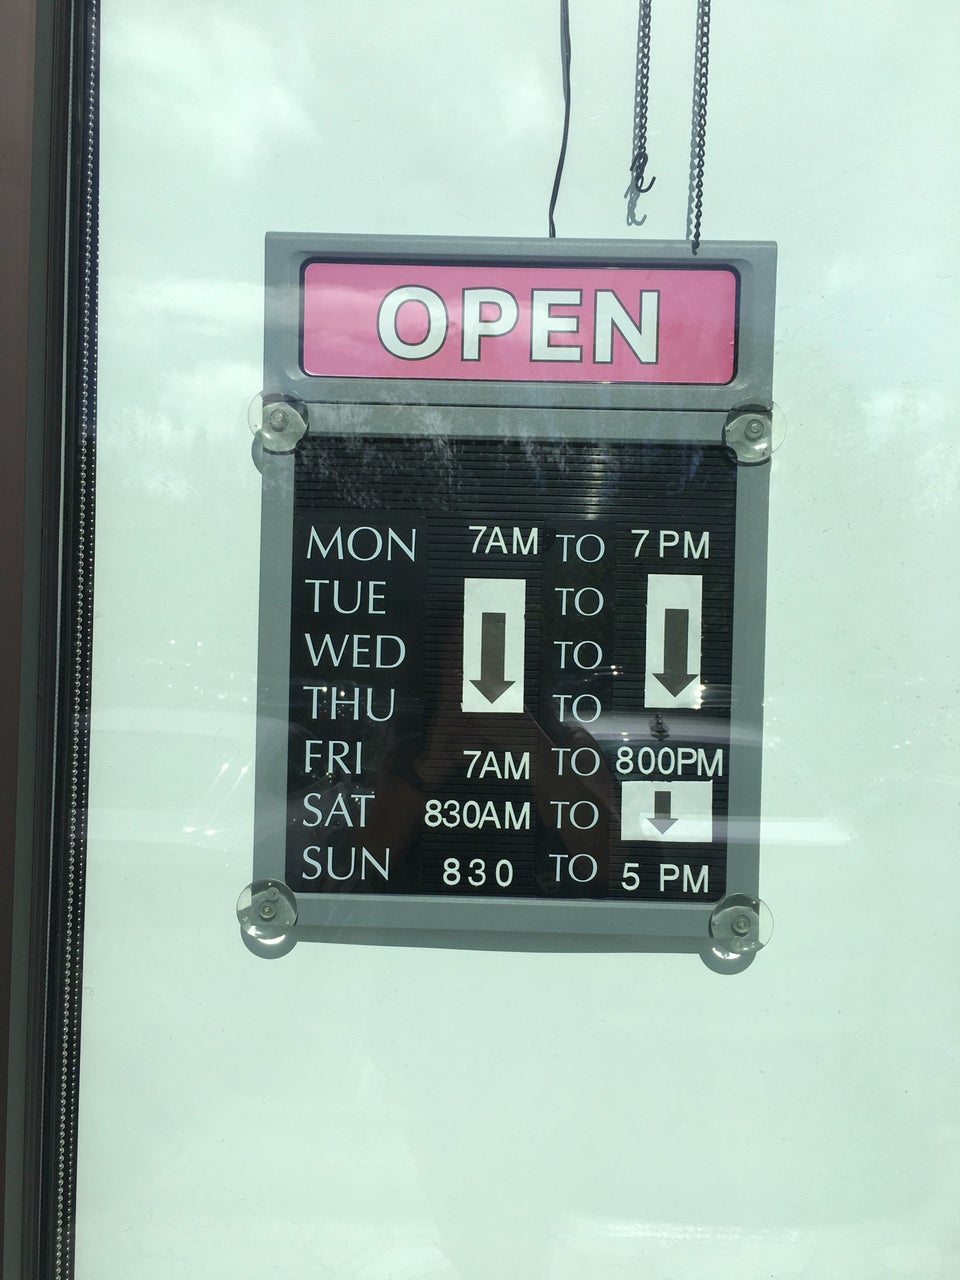 OPEN
MON 7AM TO 7 PM
TUE TO
WED TO
THU TO
FRI 7AM TO 800PM
SAT 830AM TO
SUN 830 TO 5 PM